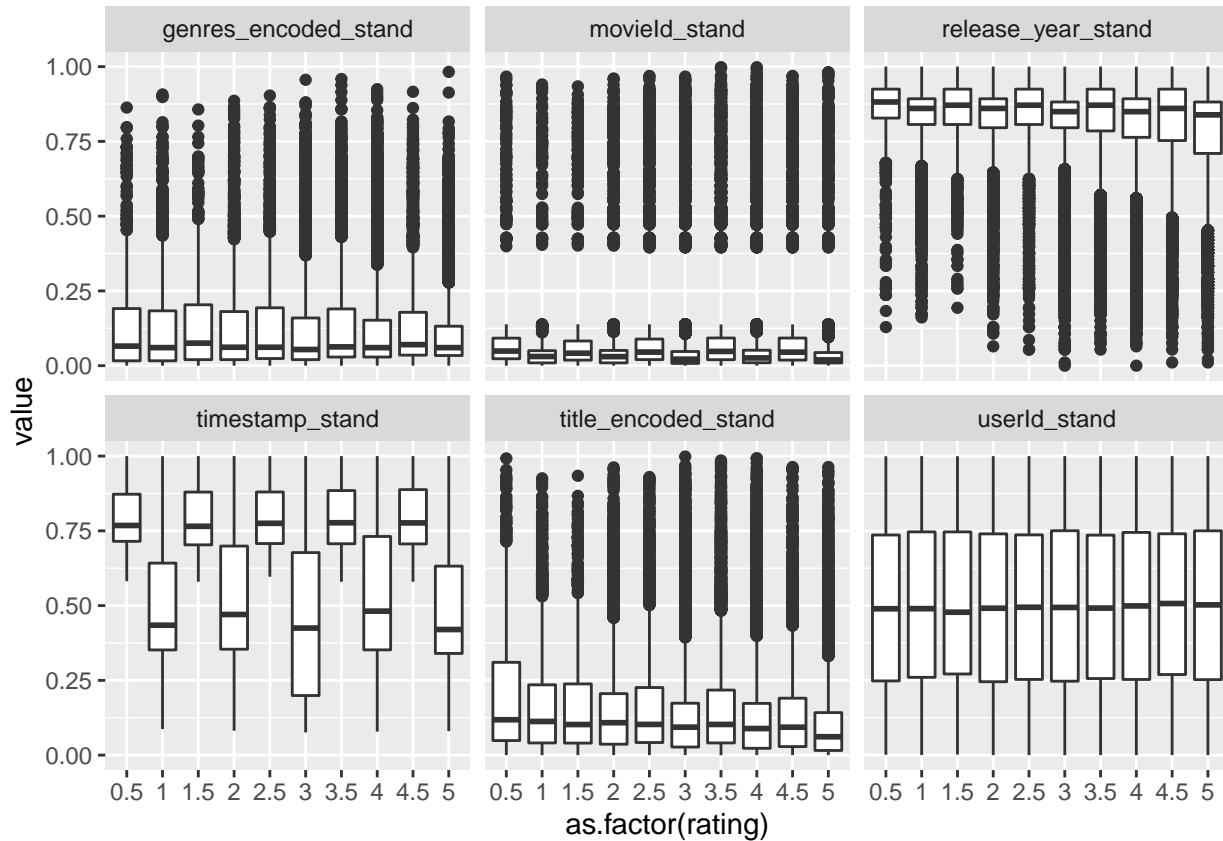 genres_encoded_stand movieId_stand release_year_stand
1.00
0.75
0.50
0.25
0.00
value
timestamp_stand title_encoded_stand userId_stand
1.00
0.75
0.50
0.25
0.00
0.5 1 1.5 2 2.5 3 3.5 4 4.5 5 0.5 1 1.5 2 2.5 3 3.5 4 4.5 5 0.5 1 1.5 2 2.5 3 3.5 4 4.5 5
as.factor(rating)